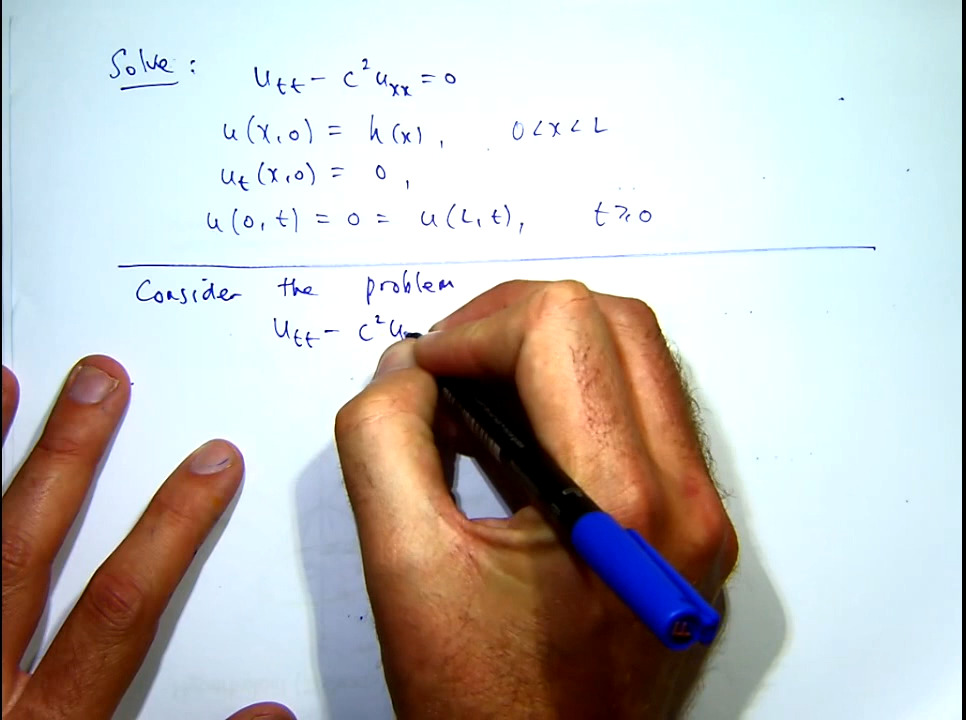 Solve:
u_tt - c²u_xx = 0
u(x,0) = h(x), 0<x<L
u_t(x,0) = 0,
u(0,t) = 0 = u(L,t), t ≥ 0
Consider the problem
u_tt - c²u